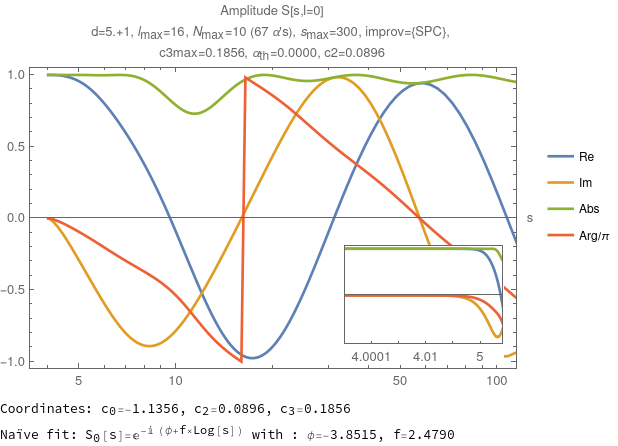 Amplitude S[s,l=0]
d=5.+1, lmax=16, Nmax=10 (67 α's), smax=300, improv={SPC},
c3max=0.1856, αth=0.0000, c2=0.0896
1.0
0.5
0.0
-0.5
-1.0
5
10
50
100
s
Re
Im
Abs
Arg/π
4.0001
4.01
5
Coordinates: c0=-1.1356, c2=0.0896, c3=0.1856
Naïve fit: S0[s]=e^-i (ϕ+f×Log[s]) with : ϕ=-3.8515, f=2.4790